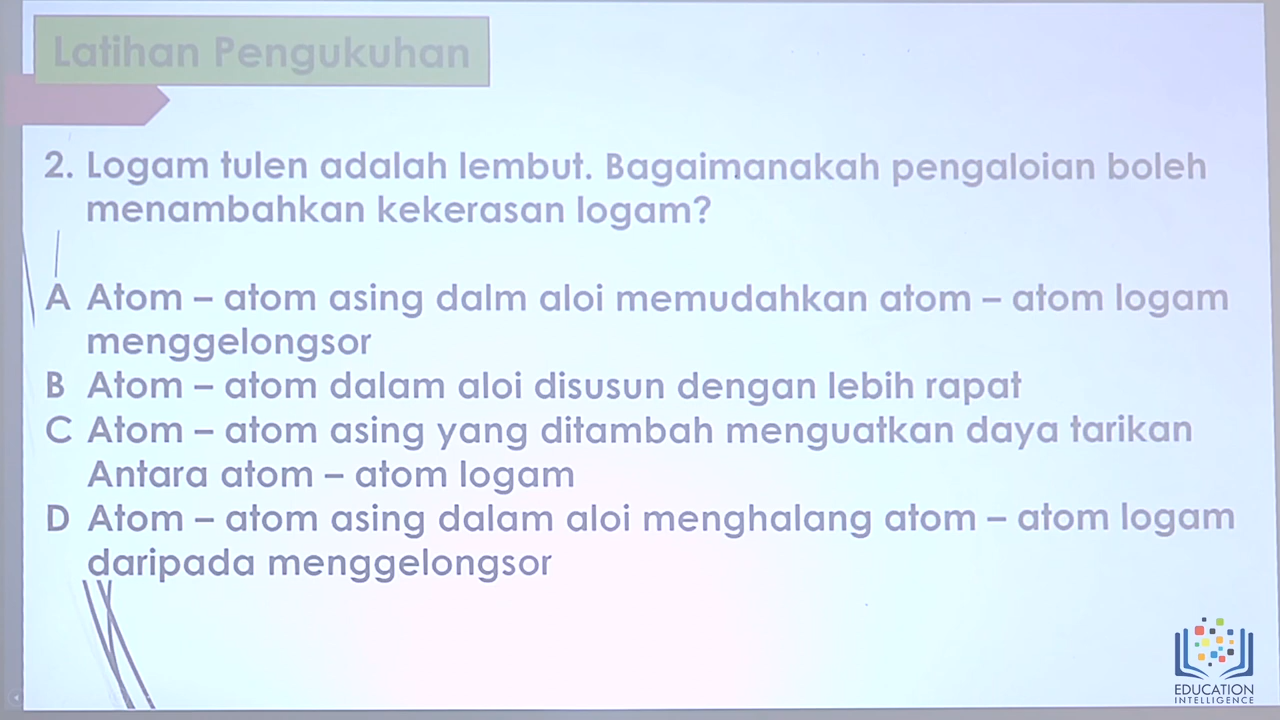 Latihan Pengukuhan
2. Logam tulen adalah lembut. Bagaimanakah pengaloian boleh
menambahkan kekerasan logam?
A Atom – atom asing dalm aloi memudahkan atom – atom logam
menggelongsor
B Atom – atom dalam aloi disusun dengan lebih rapat
C Atom – atom asing yang ditambah menguatkan daya tarikan
Antara atom – atom logam
D Atom – atom asing dalam aloi menghalang atom – atom logam
daripada menggelongsor
EDUCATION
INTELLIGENCE